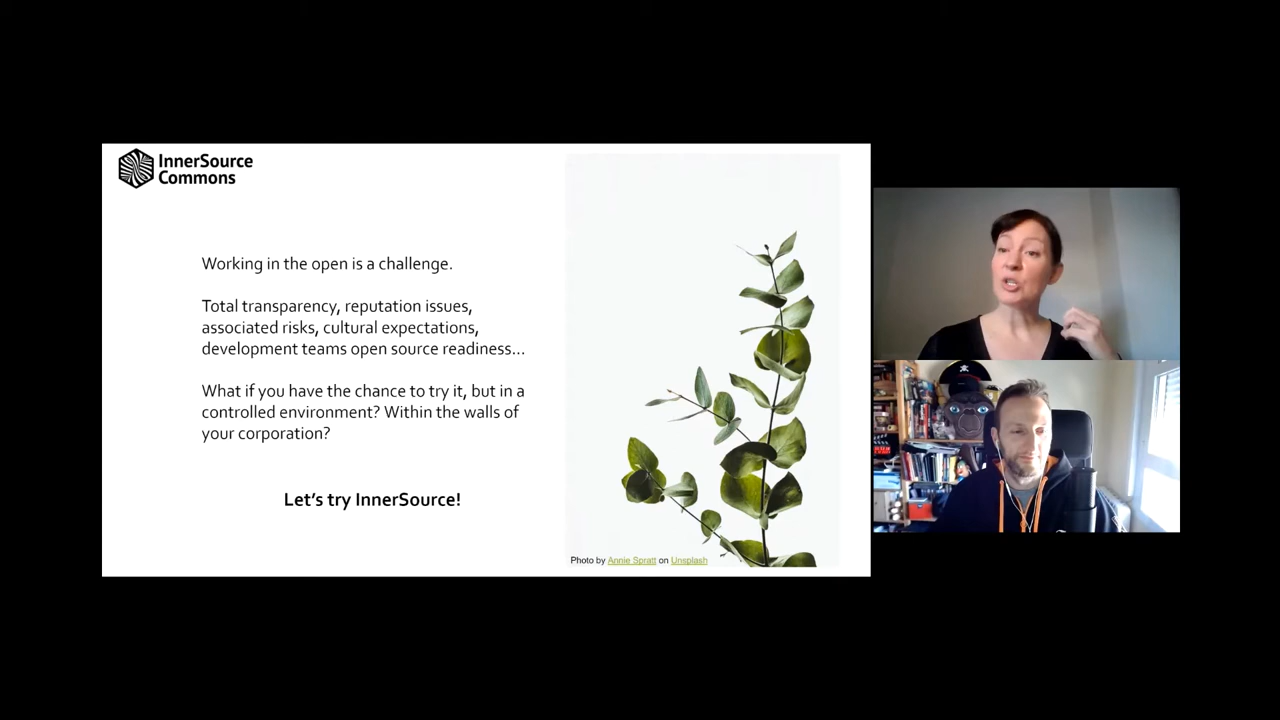 InnerSource
Commons
Working in the open is a challenge.
Total transparency, reputation issues,
associated risks, cultural expectations,
development teams open source readiness...
What if you have the chance to try it, but in a
controlled environment? Within the walls of
your corporation?
Let's try InnerSource!
Photo by Annie Spratt on Unsplash